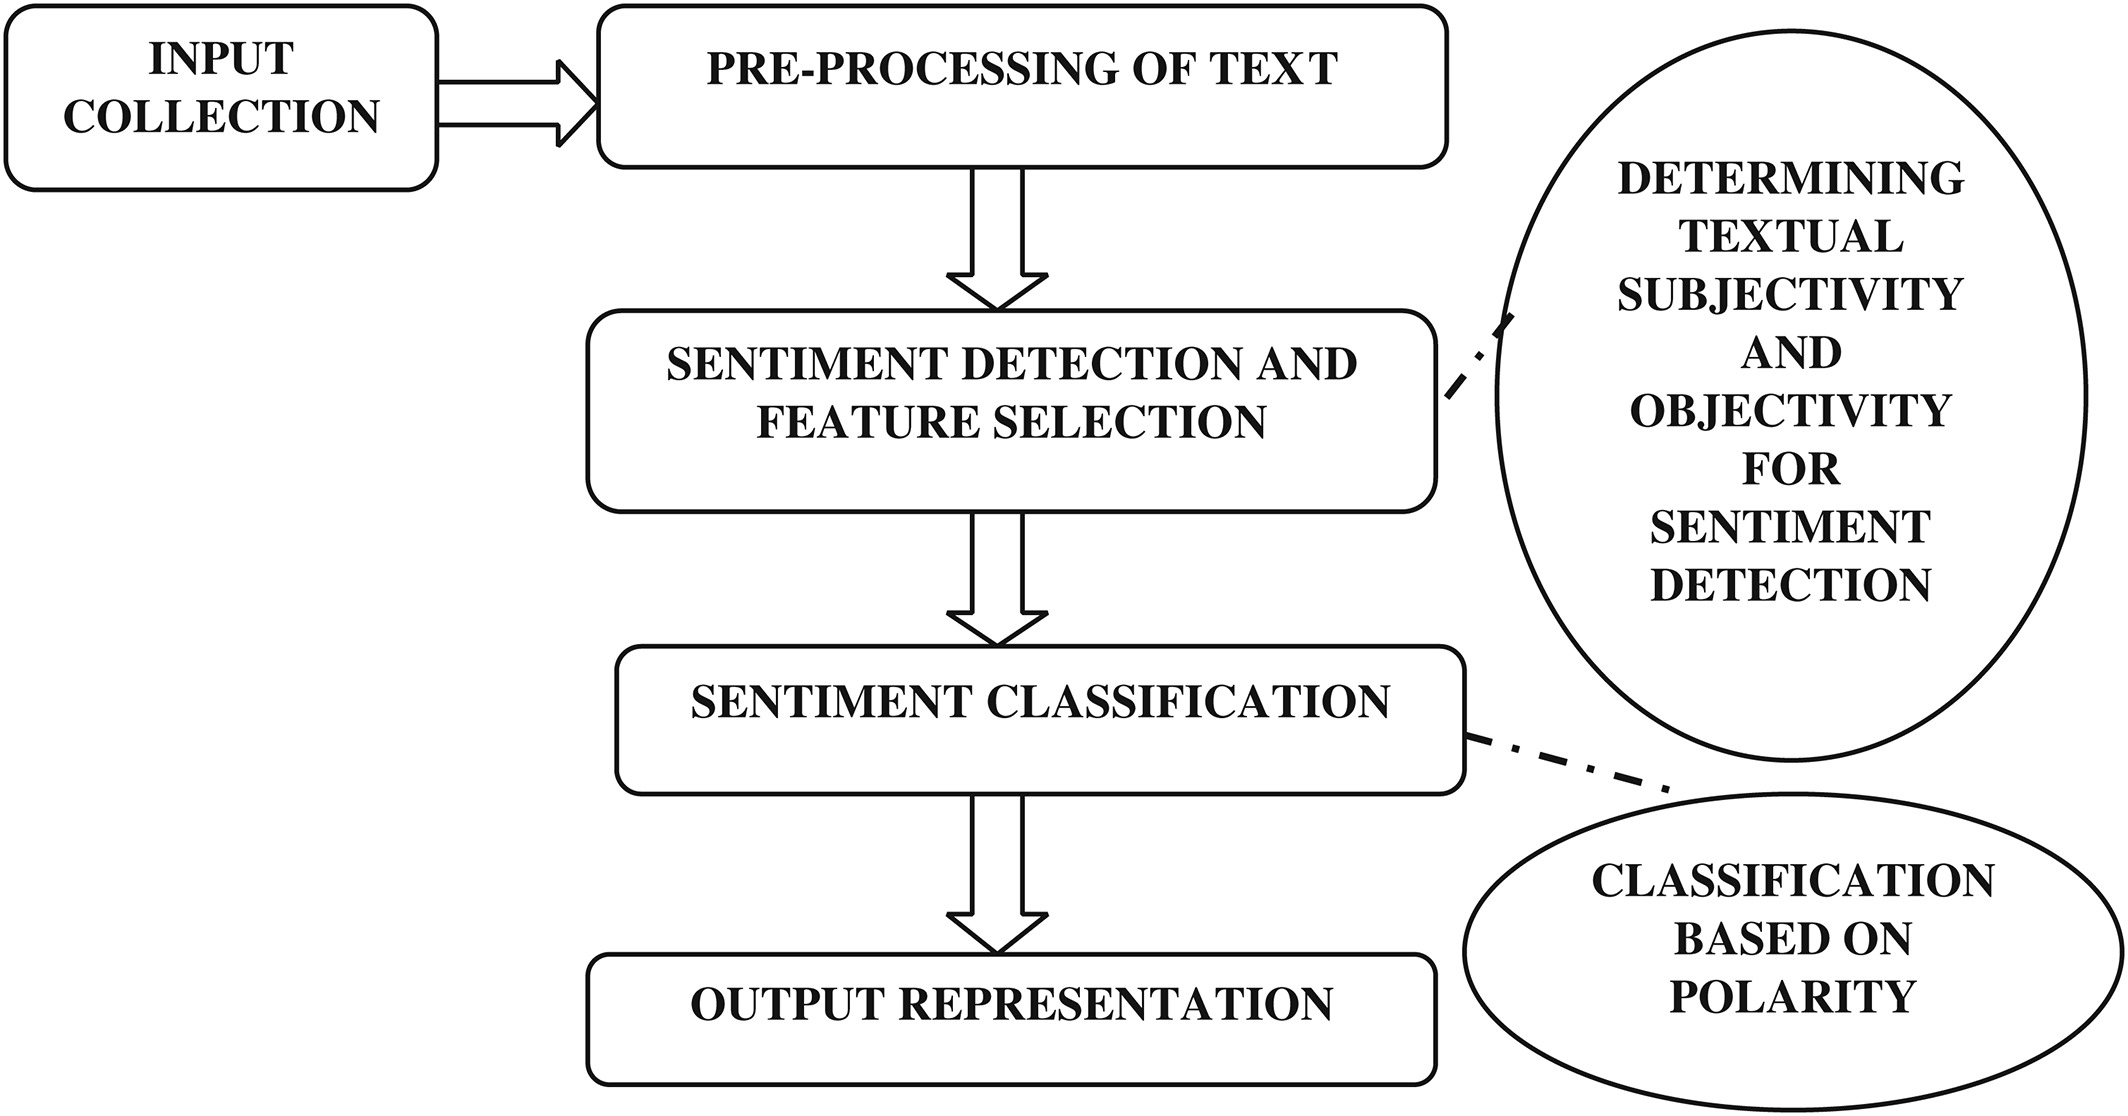 INPUT
COLLECTION
PRE-PROCESSING OF TEXT
SENTIMENT DETECTION AND
FEATURE SELECTION
DETERMINING
TEXTUAL
SUBJECTIVITY
AND
OBJECTIVITY
FOR
SENTIMENT
DETECTION
SENTIMENT CLASSIFICATION
CLASSIFICATION
BASED ON
POLARITY
OUTPUT REPRESENTATION